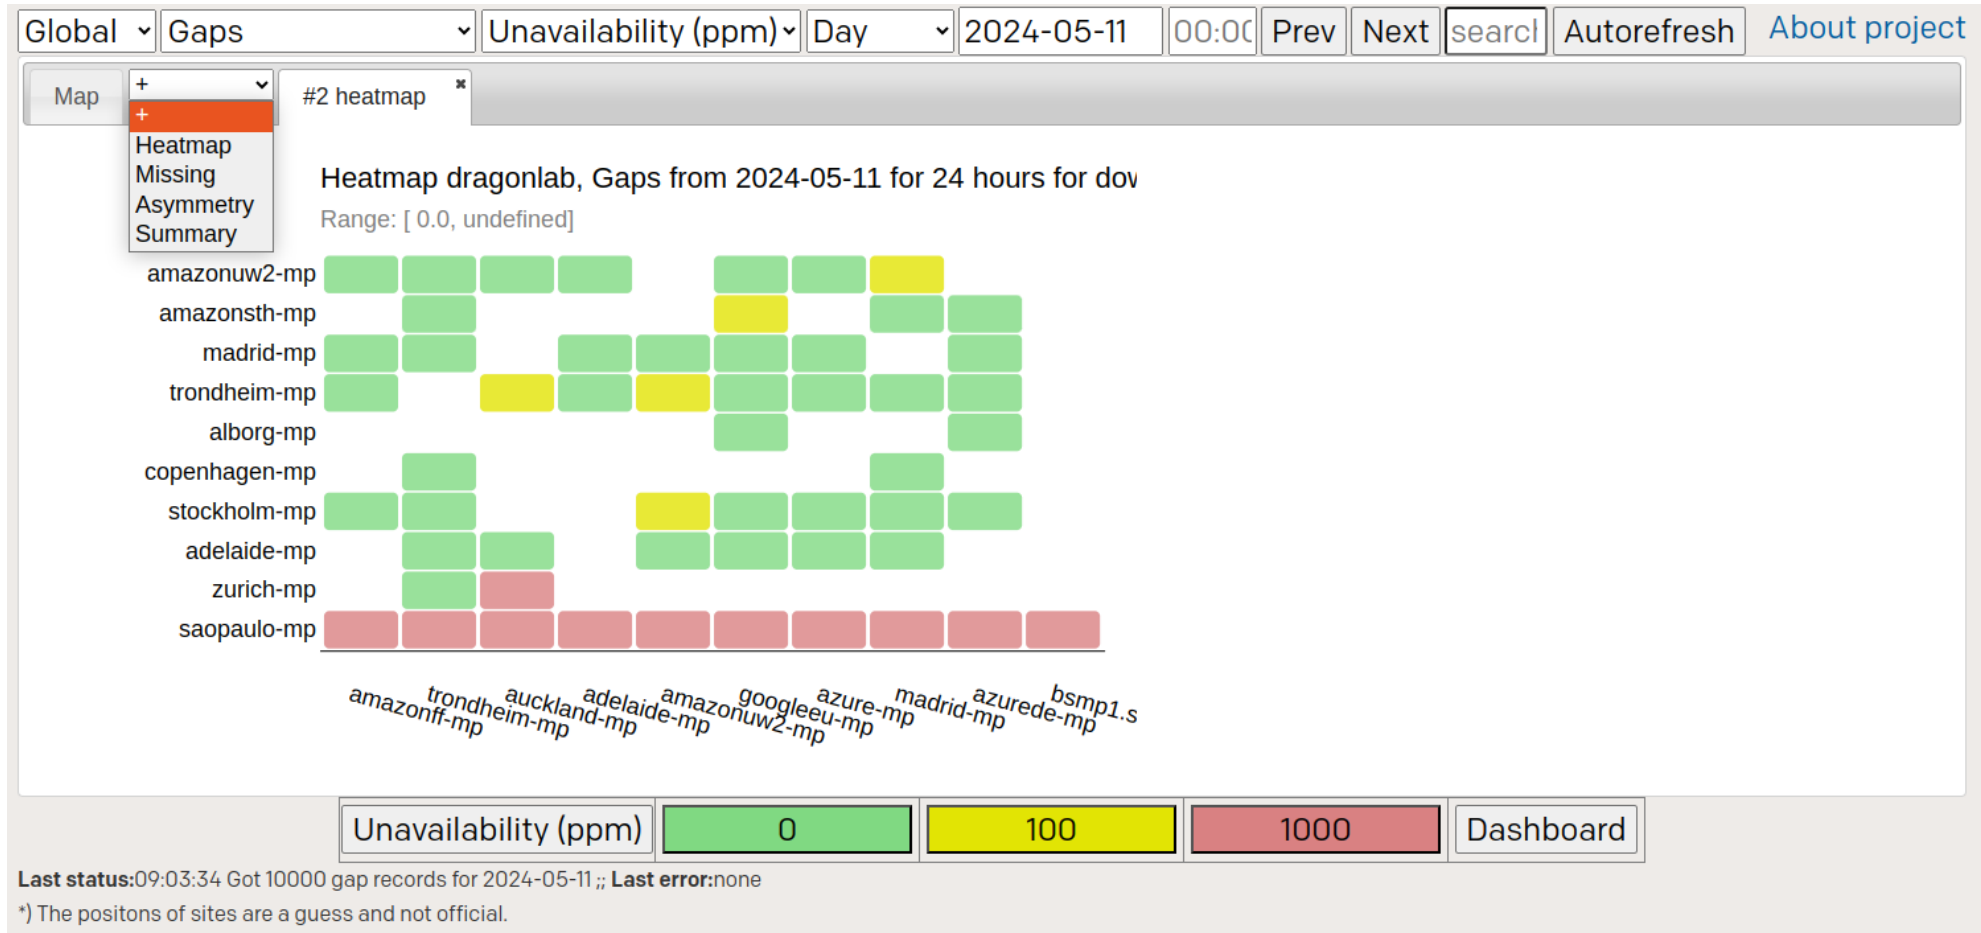 Global Gaps Unavailability (ppm) Day 2024-05-11 00:00 Prev Next search Autorefresh About project
Map + #2 heatmap ✖
+
Heatmap
Missing
Asymmetry
Summary
Heatmap dragonlab, Gaps from 2024-05-11 for 24 hours for dov
Range: [ 0.0, undefined]
amazonuw2-mp
amazonsth-mp
madrid-mp
trondheim-mp
alborg-mp
copenhagen-mp
stockholm-mp
adelaide-mp
zurich-mp
saopaulo-mp
amazonff-mp trondheim-mp auckland-mp adelaide-mp amazonuw2-mp googleeu-mp azure-mp madrid-mp azurede-mp bsmp1.s
Unavailability (ppm) 0 100 1000 Dashboard
Last status:09:03:34 Got 10000 gap records for 2024-05-11 ;; Last error:none
*) The positons of sites are a guess and not official.